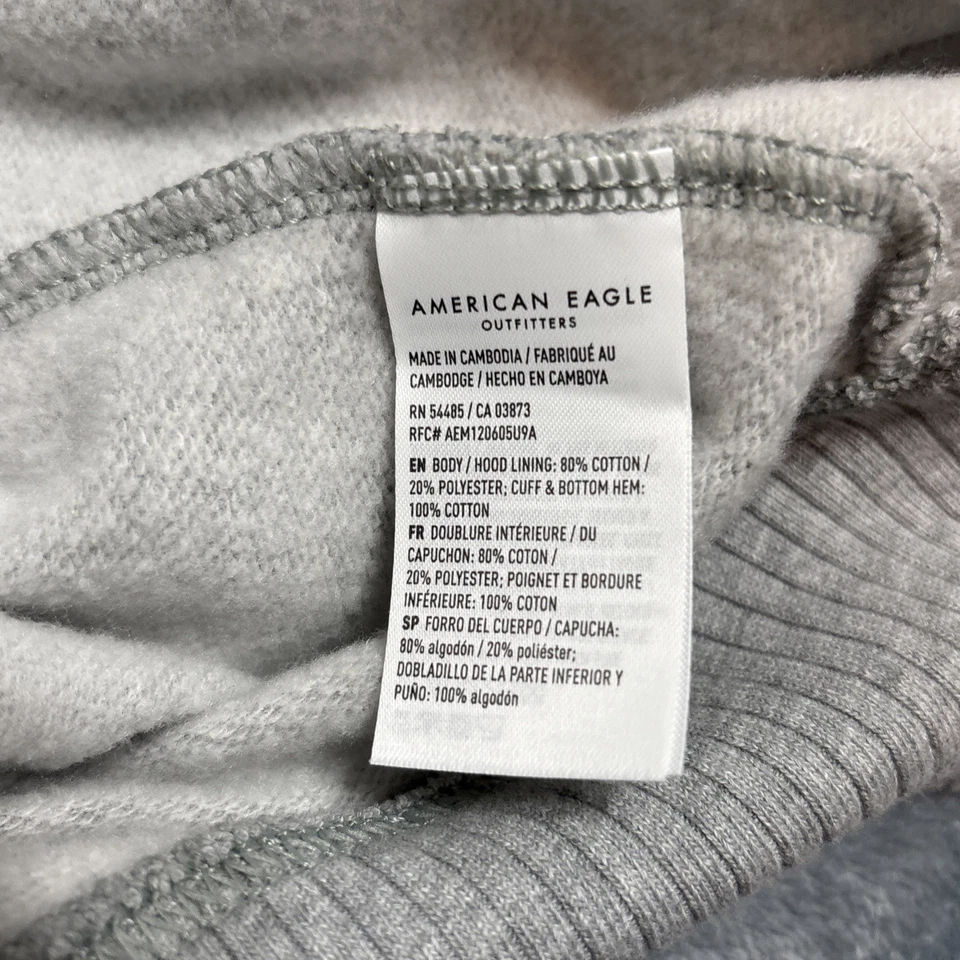 AMERICAN EAGLE
OUTFITTERS
MADE IN CAMBODIA / FABRIQUÉ AU
CAMBODGE / HECHO EN CAMBOYA
RN 54485 / CA 03873
RFC# AEM120605U9A
EN BODY / HOOD LINING: 80% COTTON /
20% POLYESTER; CUFF & BOTTOM HEM:
100% COTTON
FR DOUBLURE INTÉRIEURE / DU
CAPUCHON: 80% COTON /
20% POLYESTER; POIGNET ET BORDURE
INFÉRIEURE: 100% COTON
SP FORRO DEL CUERPO / CAPUCHA:
80% algodón / 20% poliéster;
DOBLADILLO DE LA PARTE INFERIOR Y
PUÑO: 100% algodón